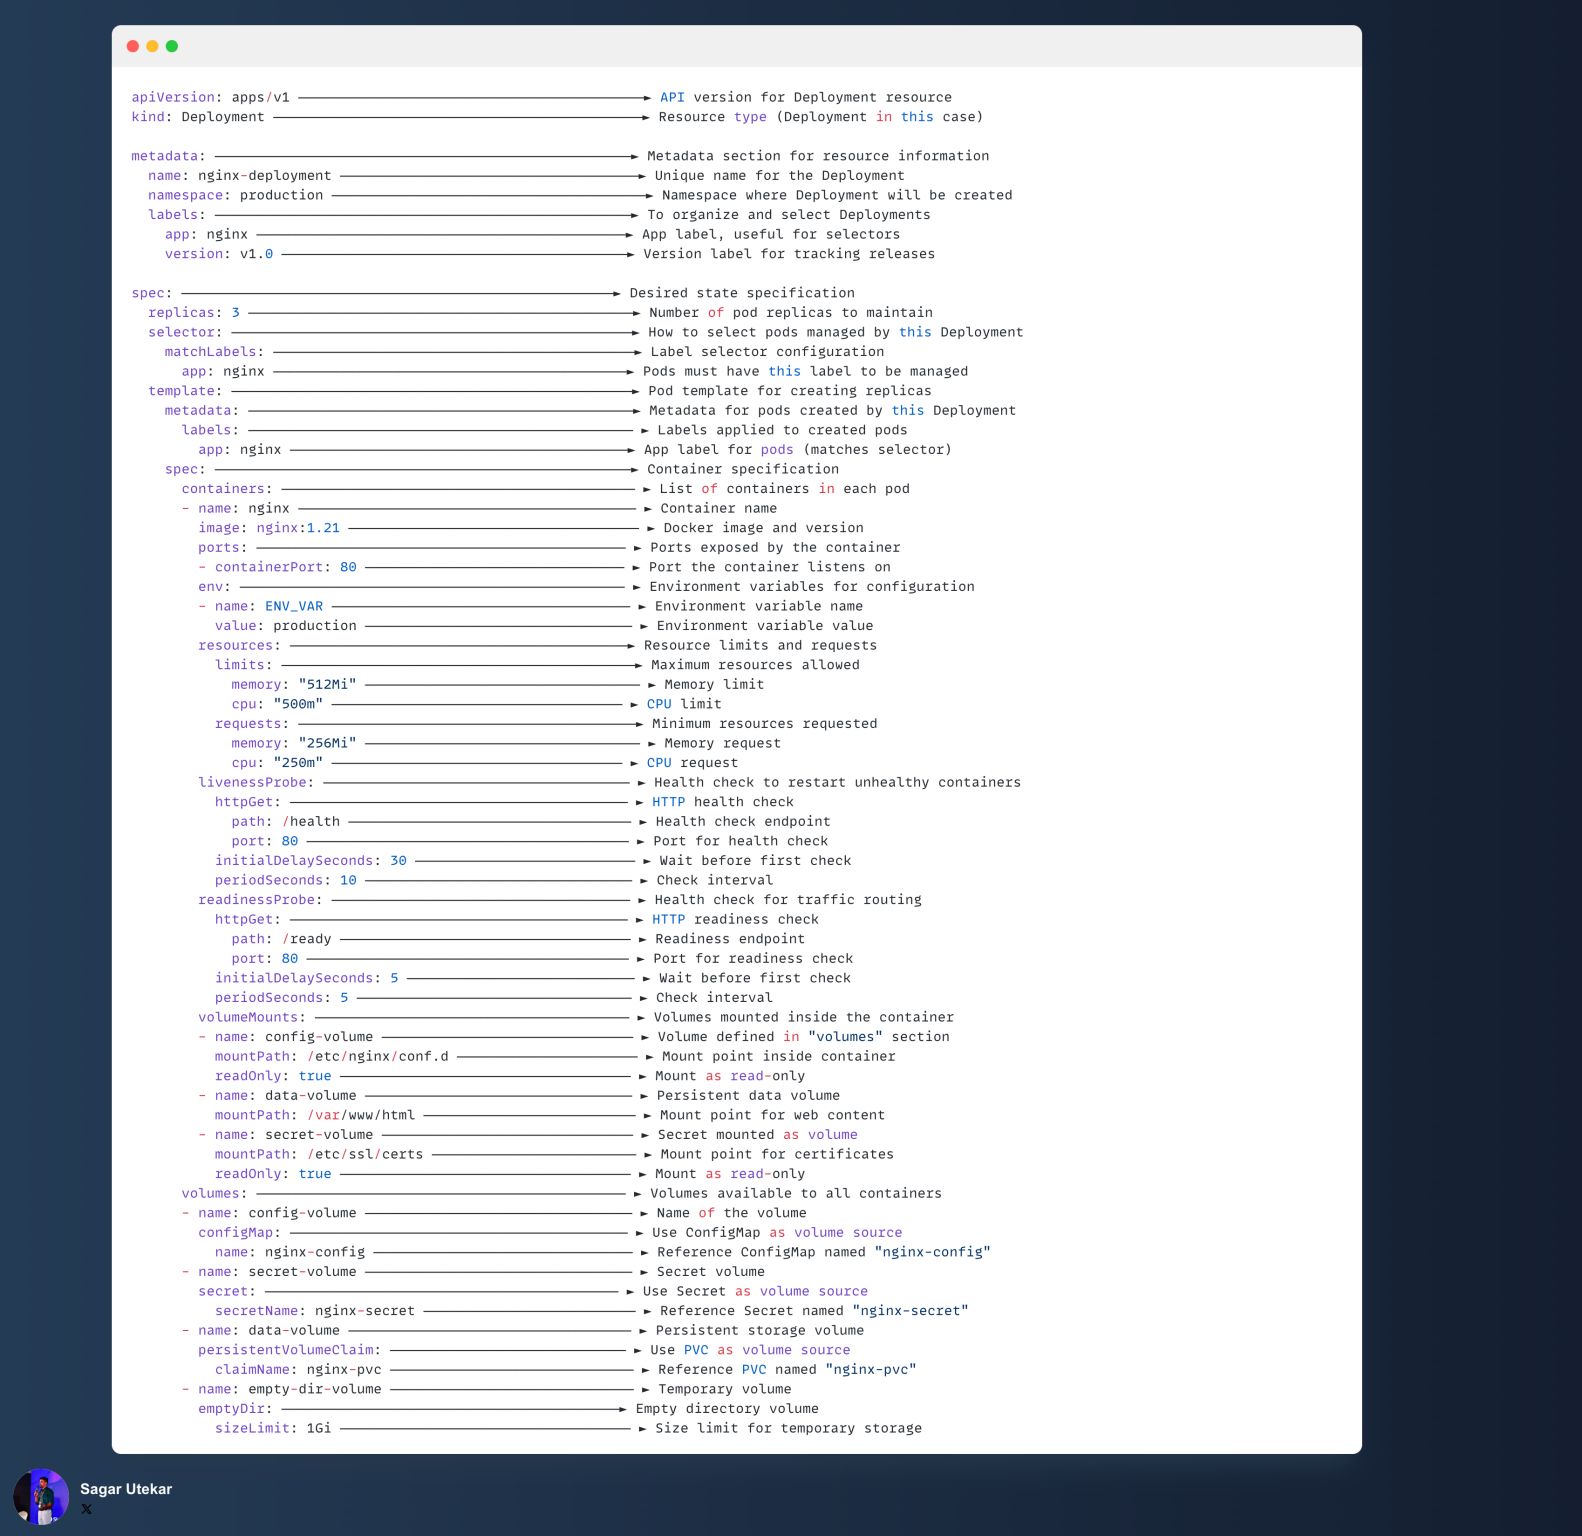 apiVersion: apps/v1 ► API version for Deployment resource
kind: Deployment ► Resource type (Deployment in this case)
metadata: ► Metadata section for resource information
name: nginx-deployment ► Unique name for the Deployment
namespace: production ► Namespace where Deployment will be created
labels: ► To organize and select Deployments
app: nginx ► App label, useful for selectors
version: v1.0 ► Version label for tracking releases
spec: ► Desired state specification
replicas: 3 ► Number of pod replicas to maintain
selector: ► How to select pods managed by this Deployment
matchLabels: ► Label selector configuration
app: nginx ► Pods must have this label to be managed
template: ► Pod template for creating replicas
metadata: ► Metadata for pods created by this Deployment
labels: ► Labels applied to created pods
app: nginx ► App label for pods (matches selector)
spec: ► Container specification
containers: ► List of containers in each pod
- name: nginx ► Container name
image: nginx:1.21 ► Docker image and version
ports: ► Ports exposed by the container
- containerPort: 80 ► Port the container listens on
env: ► Environment variables for configuration
- name: ENV_VAR ► Environment variable name
value: production ► Environment variable value
resources: ► Resource limits and requests
limits: ► Maximum resources allowed
memory: "512Mi" ► Memory limit
cpu: "500m" ► CPU limit
requests: ► Minimum resources requested
memory: "256Mi" ► Memory request
cpu: "250m" ► CPU request
livenessProbe: ► Health check to restart unhealthy containers
httpGet: ► HTTP health check
path: /health ► Health check endpoint
port: 80 ► Port for health check
initialDelaySeconds: 30 ► Wait before first check
periodSeconds: 10 ► Check interval
readinessProbe: ► Health check for traffic routing
httpGet: ► HTTP readiness check
path: /ready ► Readiness endpoint
port: 80 ► Port for readiness check
initialDelaySeconds: 5 ► Wait before first check
periodSeconds: 5 ► Check interval
volumeMounts: ► Volumes mounted inside the container
- name: config-volume ► Volume defined in "volumes" section
mountPath: /etc/nginx/conf.d ► Mount point inside container
readOnly: true ► Mount as read-only
- name: data-volume ► Persistent data volume
mountPath: /var/www/html ► Mount point for web content
- name: secret-volume ► Secret mounted as volume
mountPath: /etc/ssl/certs ► Mount point for certificates
readOnly: true ► Mount as read-only
volumes: ► Volumes available to all containers
- name: config-volume ► Name of the volume
configMap: ► Use ConfigMap as volume source
name: nginx-config ► Reference ConfigMap named "nginx-config"
- name: secret-volume ► Secret volume
secret: ► Use Secret as volume source
secretName: nginx-secret ► Reference Secret named "nginx-secret"
- name: data-volume ► Persistent storage volume
persistentVolumeClaim: ► Use PVC as volume source
claimName: nginx-pvc ► Reference PVC named "nginx-pvc"
- name: empty-dir-volume ► Temporary volume
emptyDir: ► Empty directory volume
sizeLimit: 1Gi ► Size limit for temporary storage
Sagar Utekar